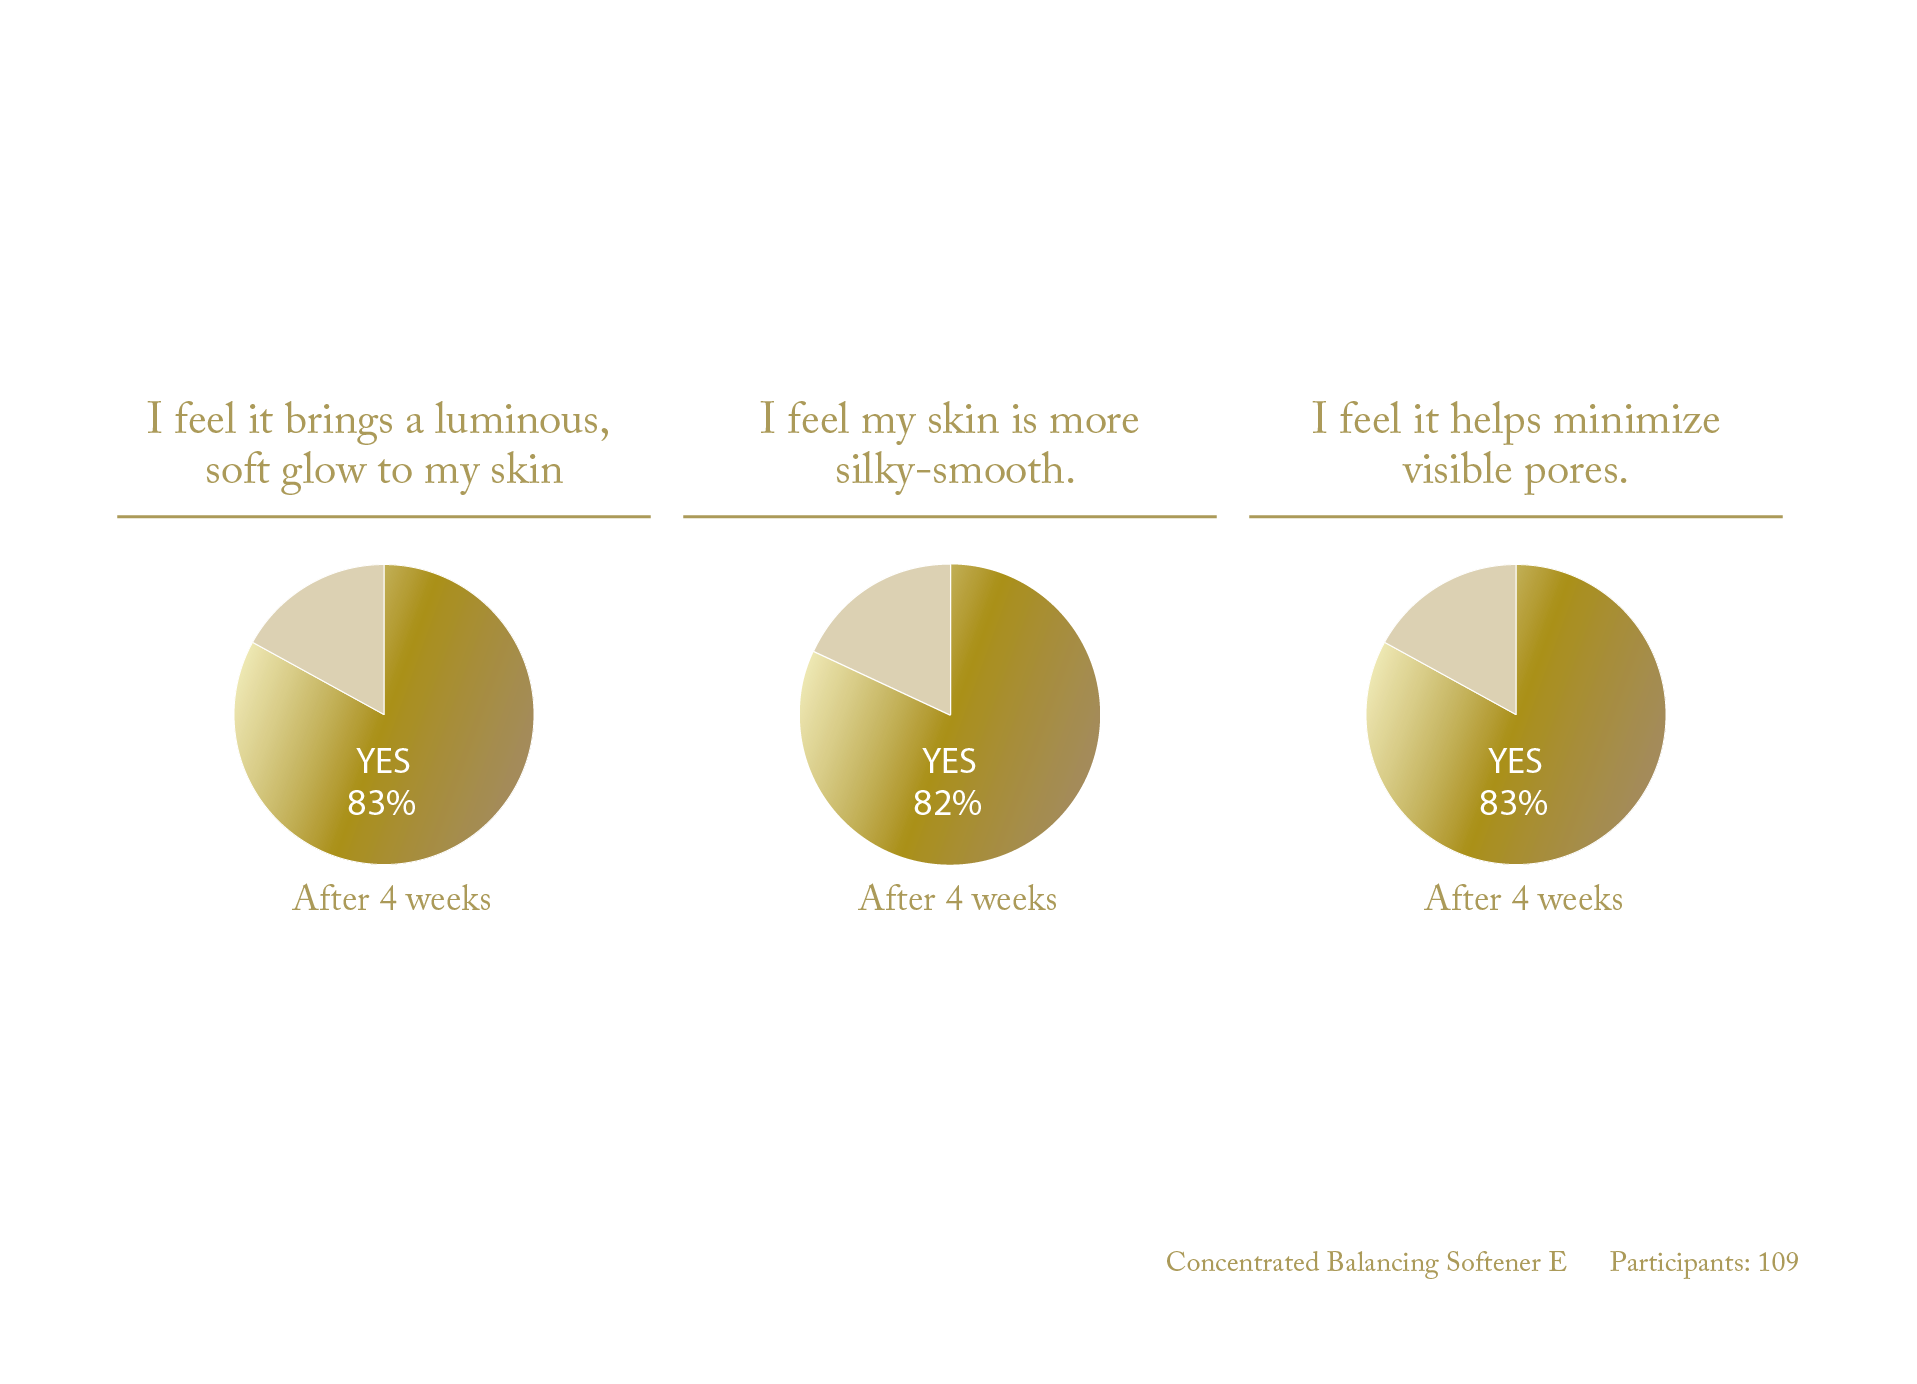 I feel it brings a luminous,
soft glow to my skin
YES
83%
After 4 weeks
I feel my skin is more
silky-smooth.
YES
82%
After 4 weeks
I feel it helps minimize
visible pores.
YES
83%
After 4 weeks
Concentrated Balancing Softener E Participants: 109